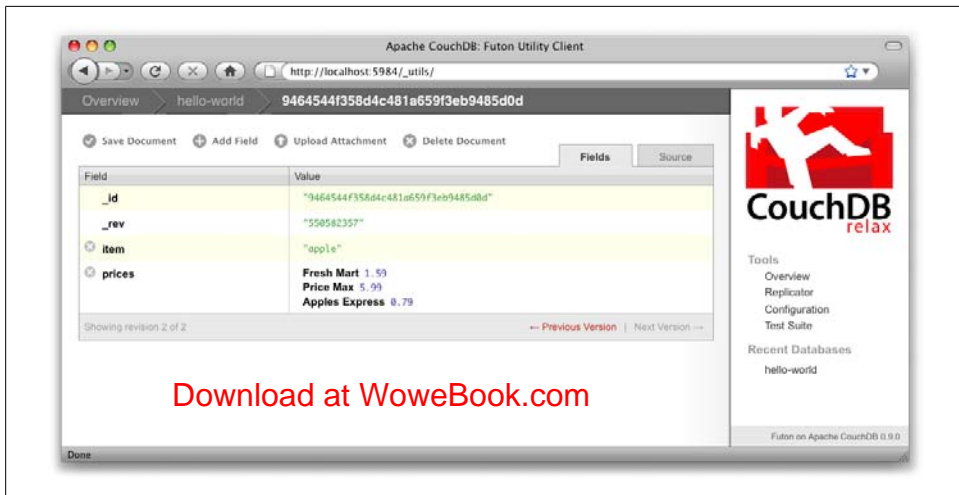 Apache CouchDB: Futon Utility Client
http://localhost:5984/_utils/
Overview hello-world 9464544f358d4c481a659f3eb9485d0d
Save Document Add Field Upload Attachment Delete Document
Fields Source
Field Value
_id "9464544f358d4c481a659f3eb9485d0d"
_rev "550582357"
item "apple"
prices Fresh Mart 1.59
Price Max 5.99
Apples Express 0.79
Showing revision 2 of 2 ← Previous Version | Next Version →
Download at WoweBook.com
Done
CouchDB
relax
Tools
Overview
Replicator
Configuration
Test Suite
Recent Databases
hello-world
Futon on Apache CouchDB 0.9.0